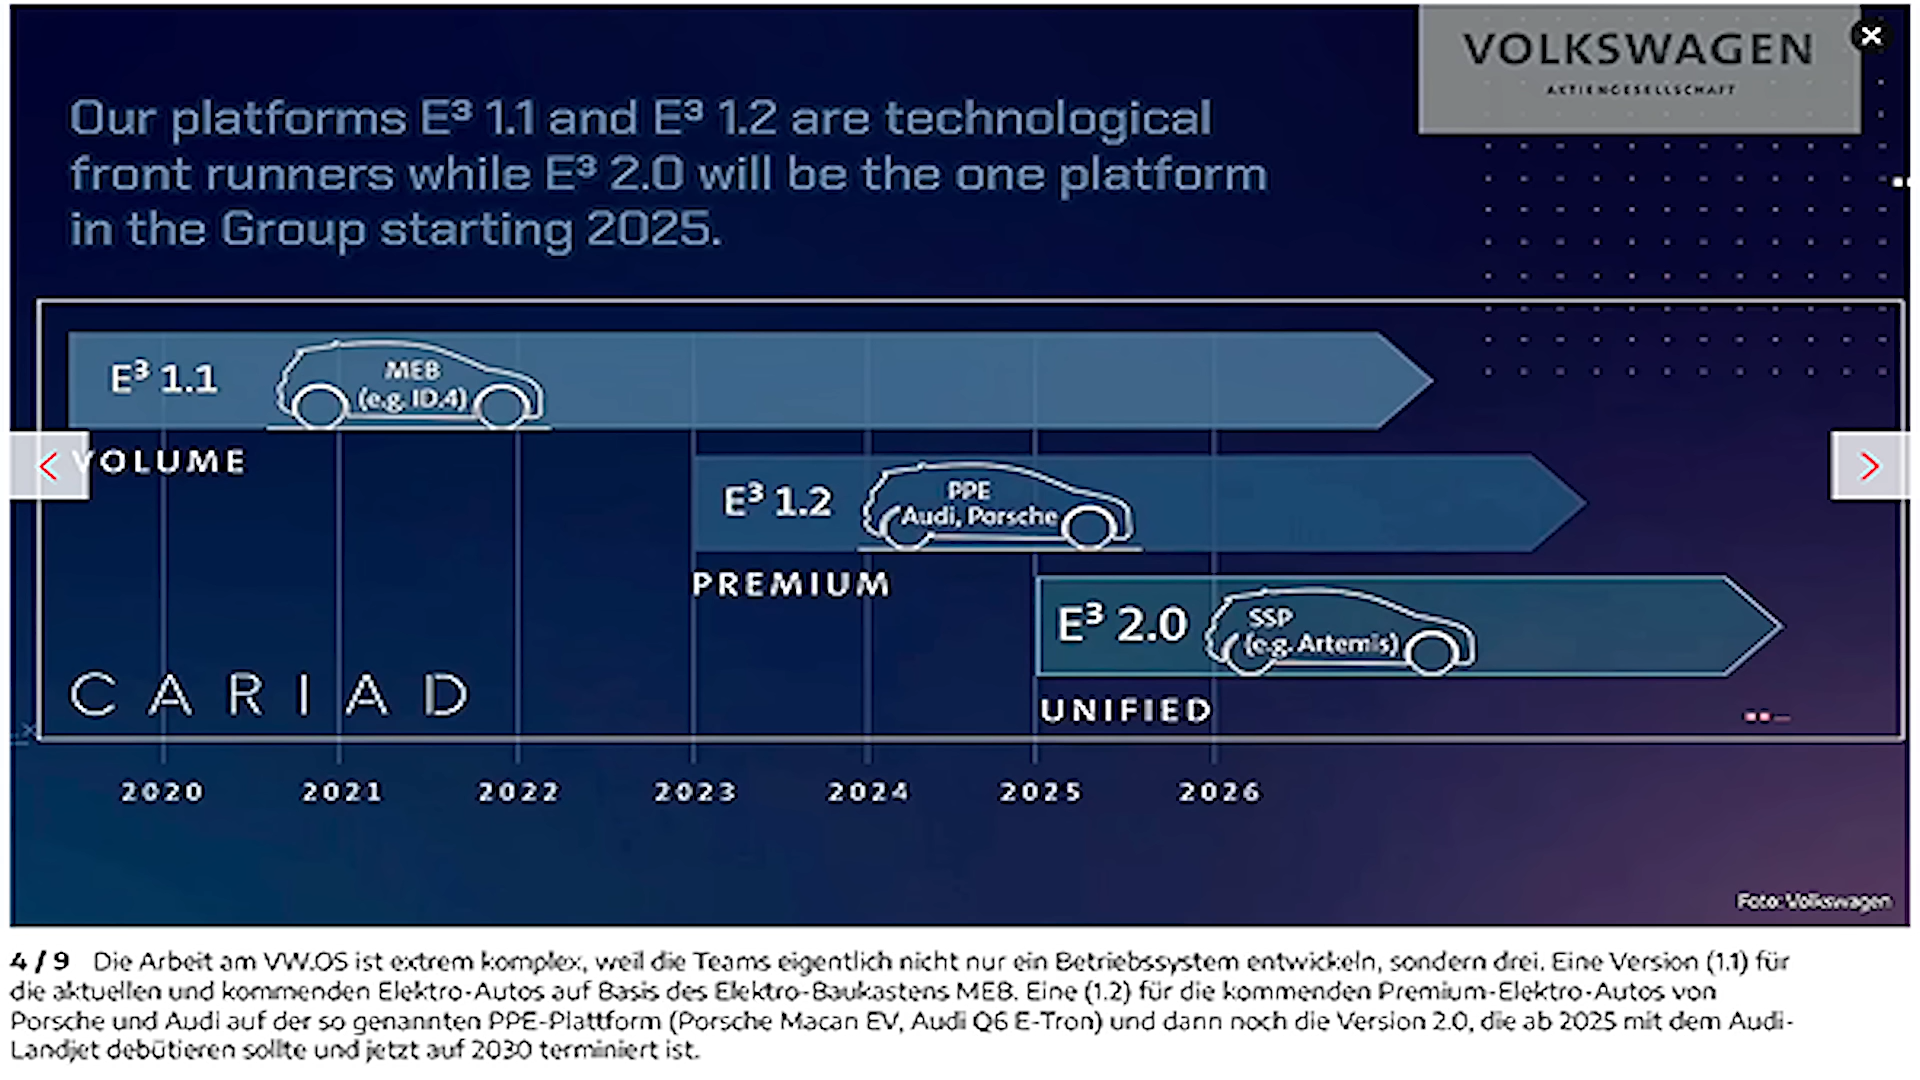 VOLKSWAGEN
AKTIENGESELLSCHAFT
Our platforms E³ 1.1 and E³ 1.2 are technological
front runners while E³ 2.0 will be the one platform
in the Group starting 2025.
E³ 1.1
MEB
(e.g. ID.4)
VOLUME
E³ 1.2
PPE
Audi, Porsche
PREMIUM
E³ 2.0
SSP
(e.g. Artemis)
UNIFIED
CARIAD
2020 2021 2022 2023 2024 2025 2026
Foto: Volkswagen
4 / 9 Die Arbeit am VW.OS ist extrem komplex, weil die Teams eigentlich nicht nur ein Betriebssystem entwickeln, sondern drei. Eine Version (1.1) für
die aktuellen und kommenden Elektro-Autos auf Basis des Elektro-Baukastens MEB. Eine (1.2) für die kommenden Premium-Elektro-Autos von
Porsche und Audi auf der so genannten PPE-Plattform (Porsche Macan EV, Audi Q6 E-Tron) und dann noch die Version 2.0, die ab 2025 mit dem Audi-
Landjet debütieren sollte und jetzt auf 2030 terminiert ist.